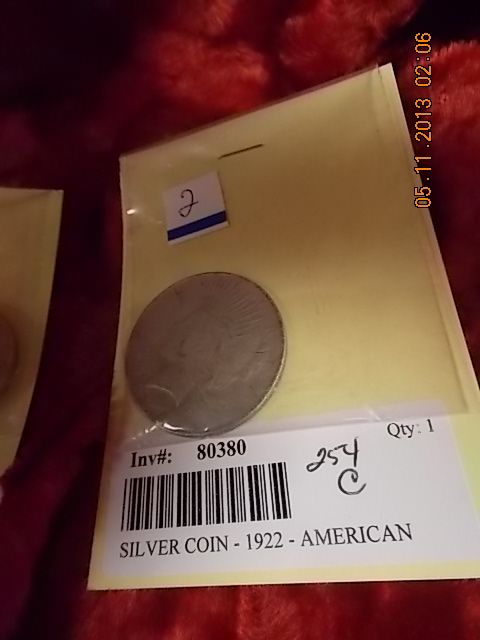 05.11.2013 02:06
2
Inv#: 80380
Qty: 1
254
C
SILVER COIN - 1922 - AMERICAN